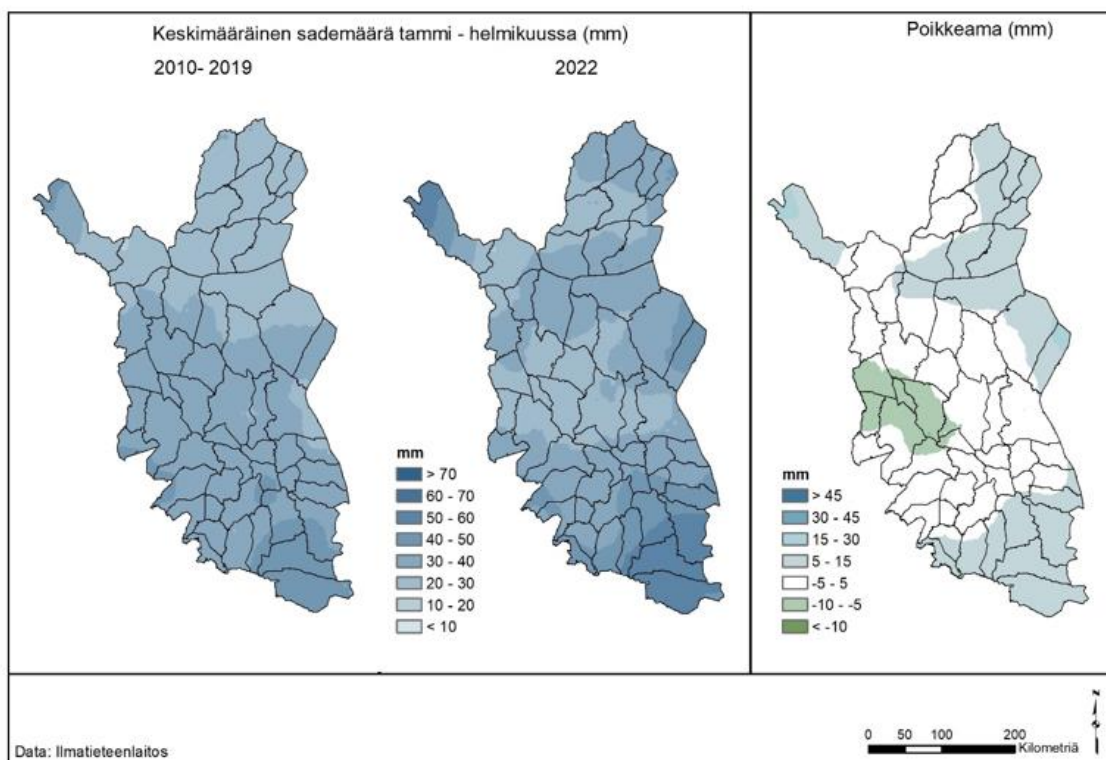 Keskimääräinen sademäärä tammi - helmikuussa (mm)
2010- 2019
2022
Poikkeama (mm)
mm
> 70
60 - 70
50 - 60
40 - 50
30 - 40
20 - 30
10 - 20
< 10
mm
> 45
30 - 45
15 - 30
5 - 15
-5 - 5
-10 - -5
< -10
N
0 50 100 200
Kilometriä
Data: Ilmatieteenlaitos